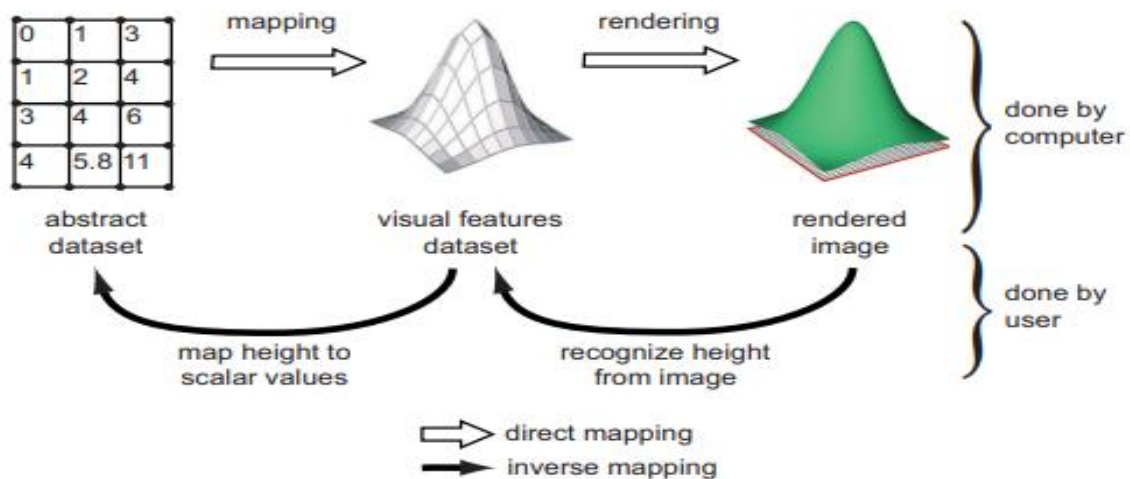 mapping
rendering
0 1 3
1 2 4
3 4 6
4 5.8 11
done by
computer
abstract
dataset
visual features
dataset
rendered
image
done by
user
map height to
scalar values
recognize height
from image
direct mapping
inverse mapping